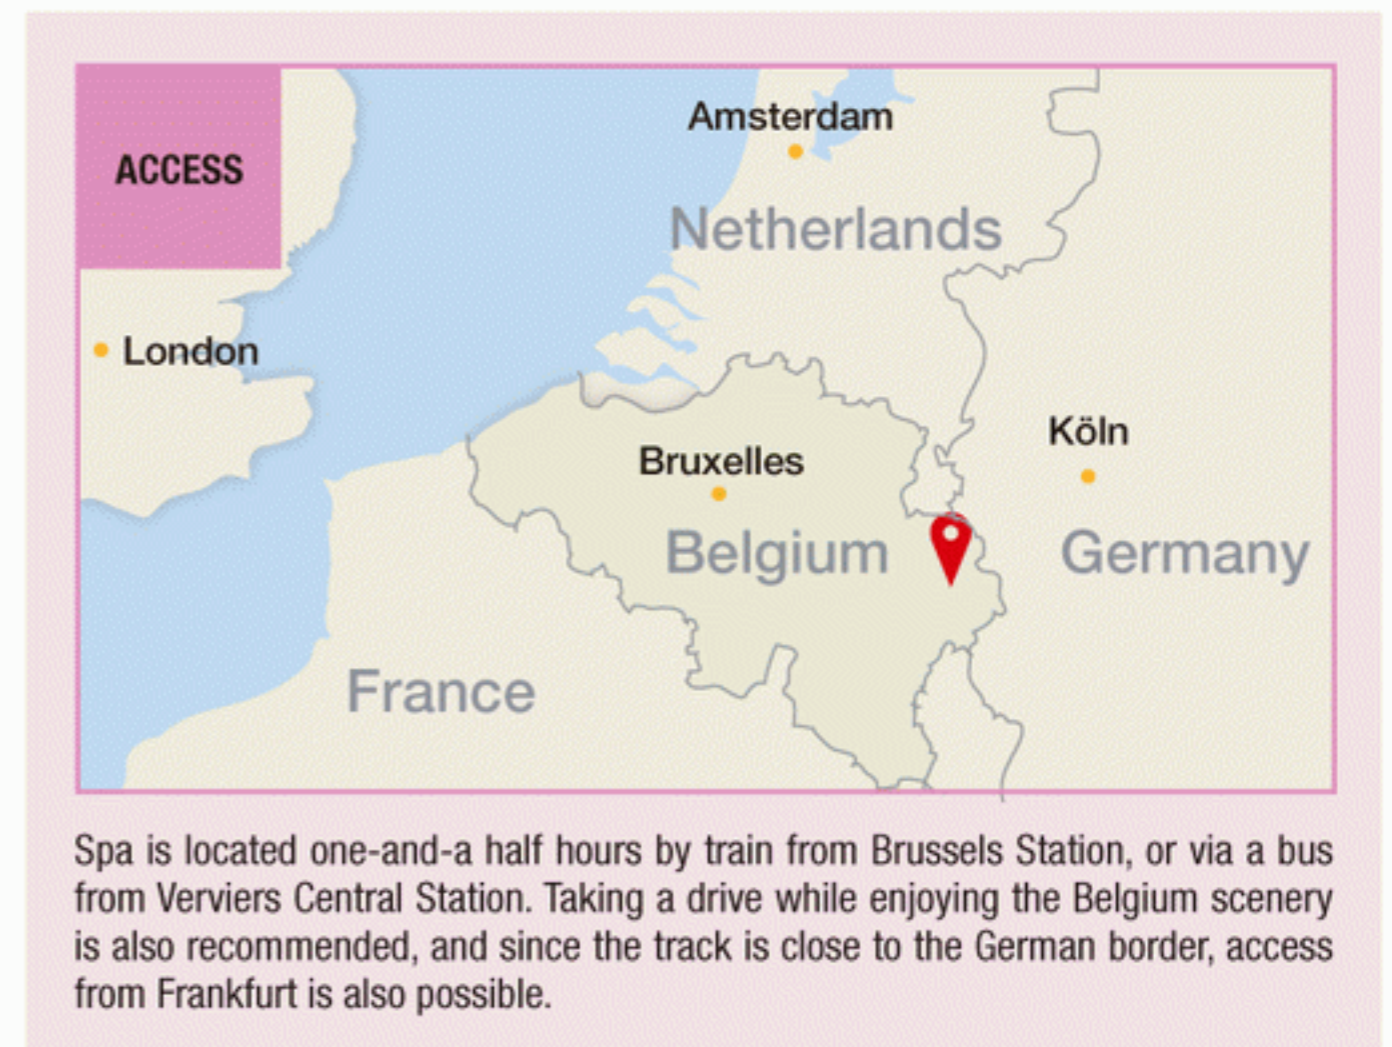 ACCESS
Amsterdam
Netherlands
London
Köln
Bruxelles
Belgium
Germany
France
Spa is located one-and-a half hours by train from Brussels Station, or via a bus
from Verviers Central Station. Taking a drive while enjoying the Belgium scenery
is also recommended, and since the track is close to the German border, access
from Frankfurt is also possible.